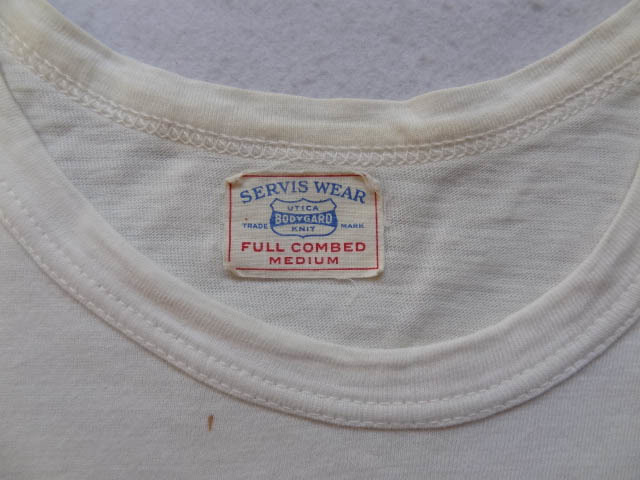 SERVIS WEAR
UTICA
TRADE BODYGARD MARK
KNIT
FULL COMBED
MEDIUM